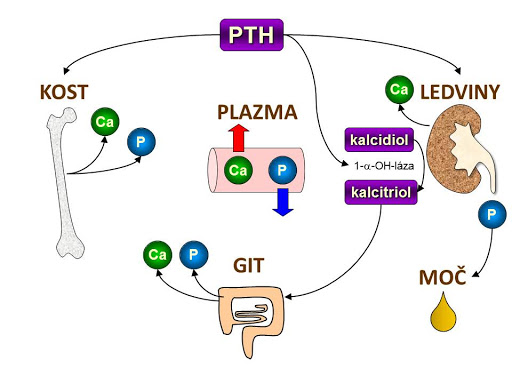 PTH
KOST
LEDVINY
Ca
P
PLAZMA
Ca
P
Ca
kalcidiol
1-α-OH-láza
kalcitriol
P
MOČ
GIT
Ca
P